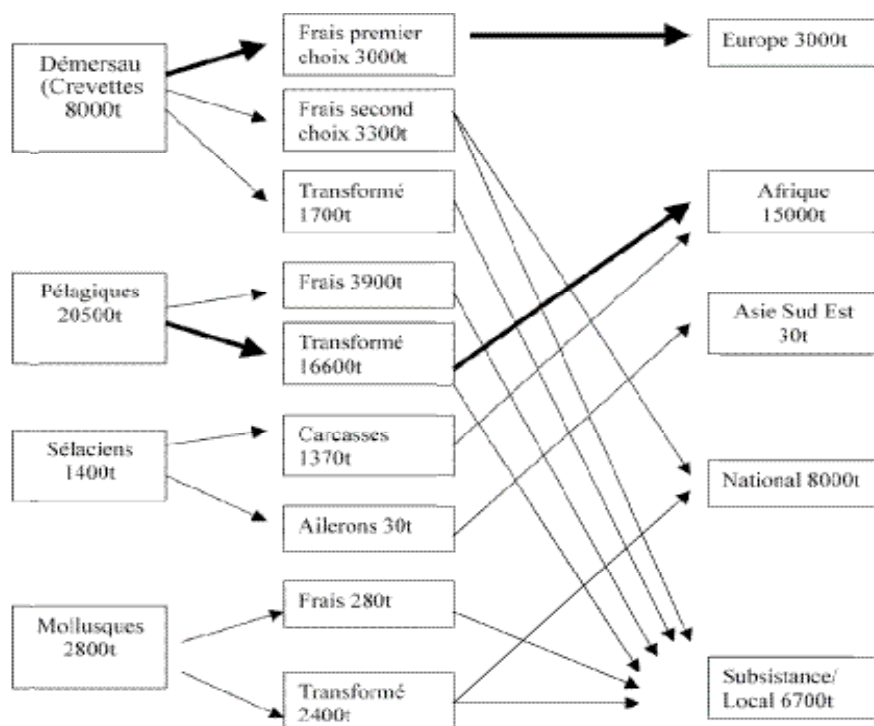 Démersau
(Crevettes
8000t
Pélagiques
20500t
Sélaciens
1400t
Mollusques
2800t
Frais premier
choix 3000t
Frais second
choix 3300t
Transformé
1700t
Frais 3900t
Transformé
16600t
Carcasses
1370t
Ailerons 30t
Frais 280t
Transformé
2400t
Europe 3000t
Afrique
15000t
Asie Sud Est
30t
National 8000t
Subsistance/
Local 6700t